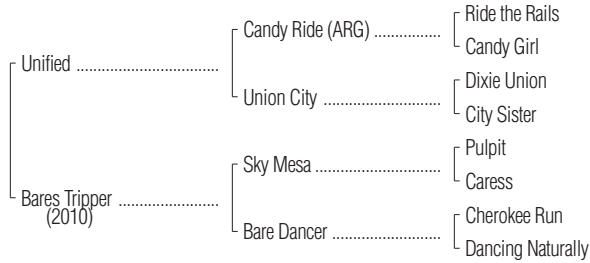 Ride the Rails
Candy Ride (ARG) ................
Candy Girl
Unified ..................................
Dixie Union
Union City ............................
City Sister
Pulpit
Sky Mesa ..............................
Caress
Bares Tripper ........................
(2010)
Cherokee Run
Bare Dancer ..........................
Dancing Naturally